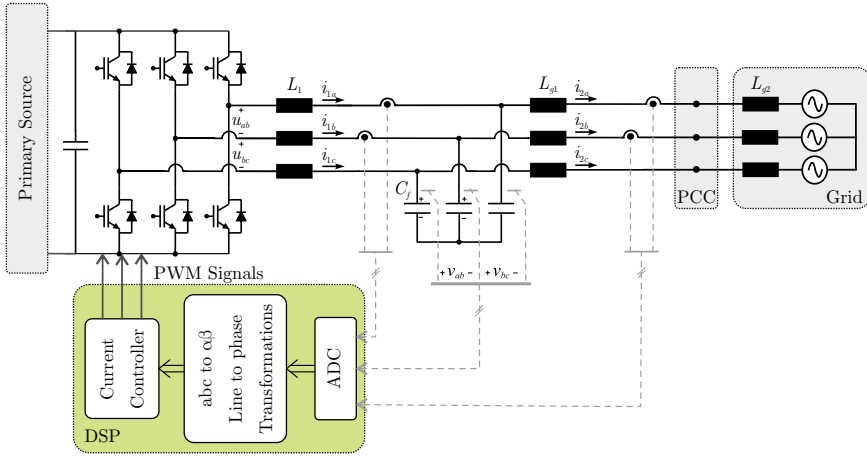 Primary Source
L1
i1a
Lg1
i2a
Lg2
+
uab
−
i1b
i2b
+
ubc
−
i1c
i2c
Cf
PCC
Grid
+
−
+
−
PWM Signals
+ vab − + vbc −
Current
Controller
abc to αβ
Line to phase
Transformations
ADC
DSP